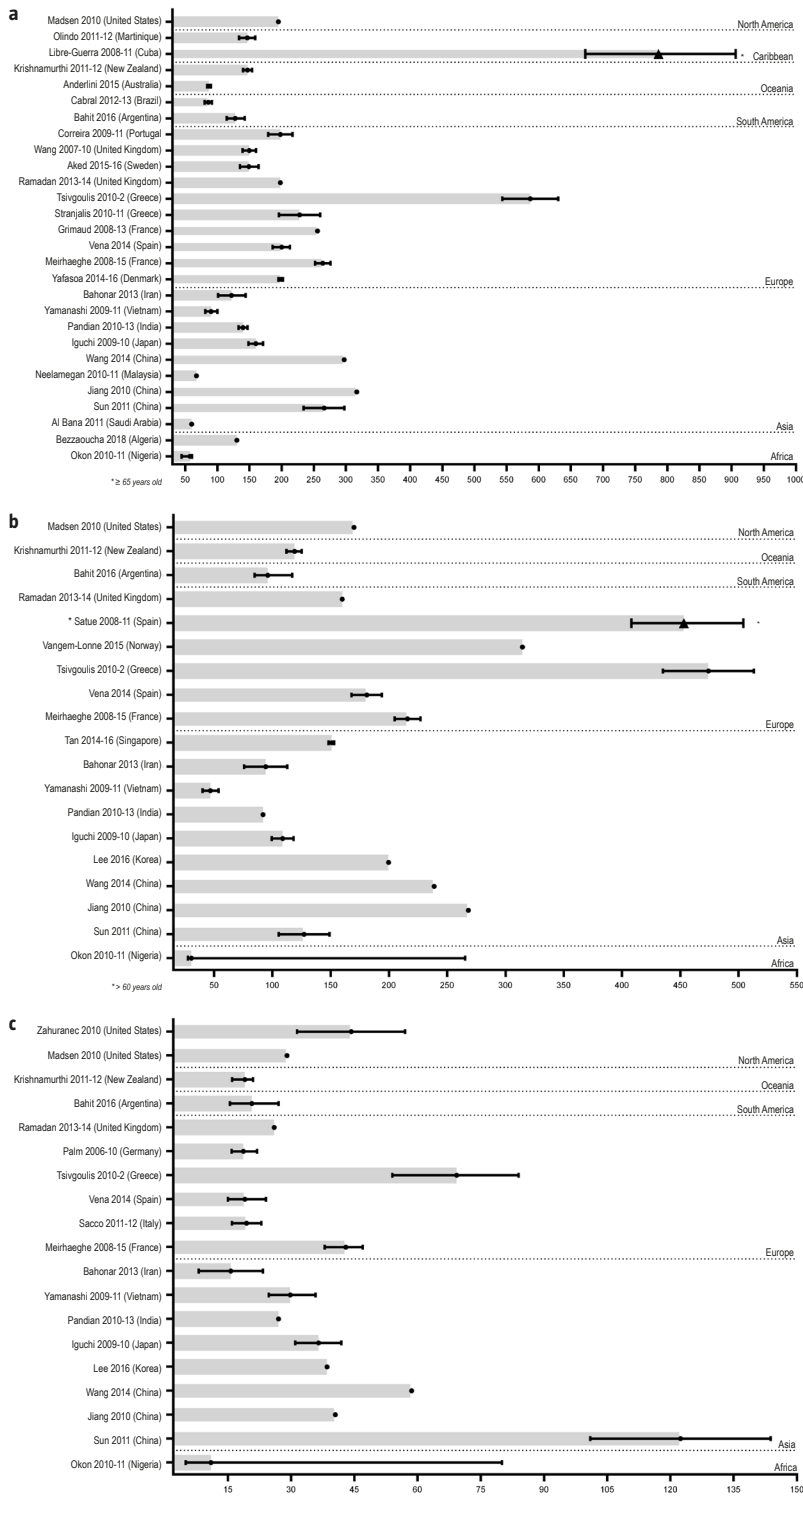 a
Madsen 2010 (United States)
North America
Olindo 2011-12 (Martinique)
Libre-Guerra 2008-11 (Cuba)
*
Caribbean
Krishnamurthi 2011-12 (New Zealand)
Anderlini 2015 (Australia)
Oceania
Cabral 2012-13 (Brazil)
Bahit 2016 (Argentina)
South America
Correira 2009-11 (Portugal
Wang 2007-10 (United Kingdom)
Aked 2015-16 (Sweden)
Ramadan 2013-14 (United Kingdom)
Tsivgoulis 2010-2 (Greece)
Stranjalis 2010-11 (Greece)
Grimaud 2008-13 (France)
Vena 2014 (Spain)
Meirhaeghe 2008-15 (France)
Yafasoa 2014-16 (Denmark)
Europe
Bahonar 2013 (Iran)
Yamanashi 2009-11 (Vietnam)
Pandian 2010-13 (India)
Iguchi 2009-10 (Japan)
Wang 2014 (China)
Neelamegan 2010-11 (Malaysia)
Jiang 2010 (China)
Sun 2011 (China)
Al Bana 2011 (Saudi Arabia)
Asia
Bezzaoucha 2018 (Algeria)
Okon 2010-11 (Nigeria)
Africa
50 100 150 200 250 300 350 400 450 500 550 600 650 700 750 800 850 900 950 1000
* ≥ 65 years old
b
Madsen 2010 (United States)
North America
Krishnamurthi 2011-12 (New Zealand)
Oceania
Bahit 2016 (Argentina)
South America
Ramadan 2013-14 (United Kingdom)
* Satue 2008-11 (Spain)
*
Vangem-Lonne 2015 (Norway)
Tsivgoulis 2010-2 (Greece)
Vena 2014 (Spain)
Meirhaeghe 2008-15 (France)
Europe
Tan 2014-16 (Singapore)
Bahonar 2013 (Iran)
Yamanashi 2009-11 (Vietnam)
Pandian 2010-13 (India)
Iguchi 2009-10 (Japan)
Lee 2016 (Korea)
Wang 2014 (China)
Jiang 2010 (China)
Sun 2011 (China)
Asia
Okon 2010-11 (Nigeria)
Africa
50 100 150 200 250 300 350 400 450 500 550
* > 60 years old
c
Zahuranec 2010 (United States)
Madsen 2010 (United States)
North America
Krishnamurthi 2011-12 (New Zealand)
Oceania
Bahit 2016 (Argentina)
South America
Ramadan 2013-14 (United Kingdom)
Palm 2006-10 (Germany)
Tsivgoulis 2010-2 (Greece)
Vena 2014 (Spain)
Sacco 2011-12 (Italy)
Meirhaeghe 2008-15 (France)
Europe
Bahonar 2013 (Iran)
Yamanashi 2009-11 (Vietnam)
Pandian 2010-13 (India)
Iguchi 2009-10 (Japan)
Lee 2016 (Korea)
Wang 2014 (China)
Jiang 2010 (China)
Sun 2011 (China)
Asia
Okon 2010-11 (Nigeria)
Africa
15 30 45 60 75 90 105 120 135 150